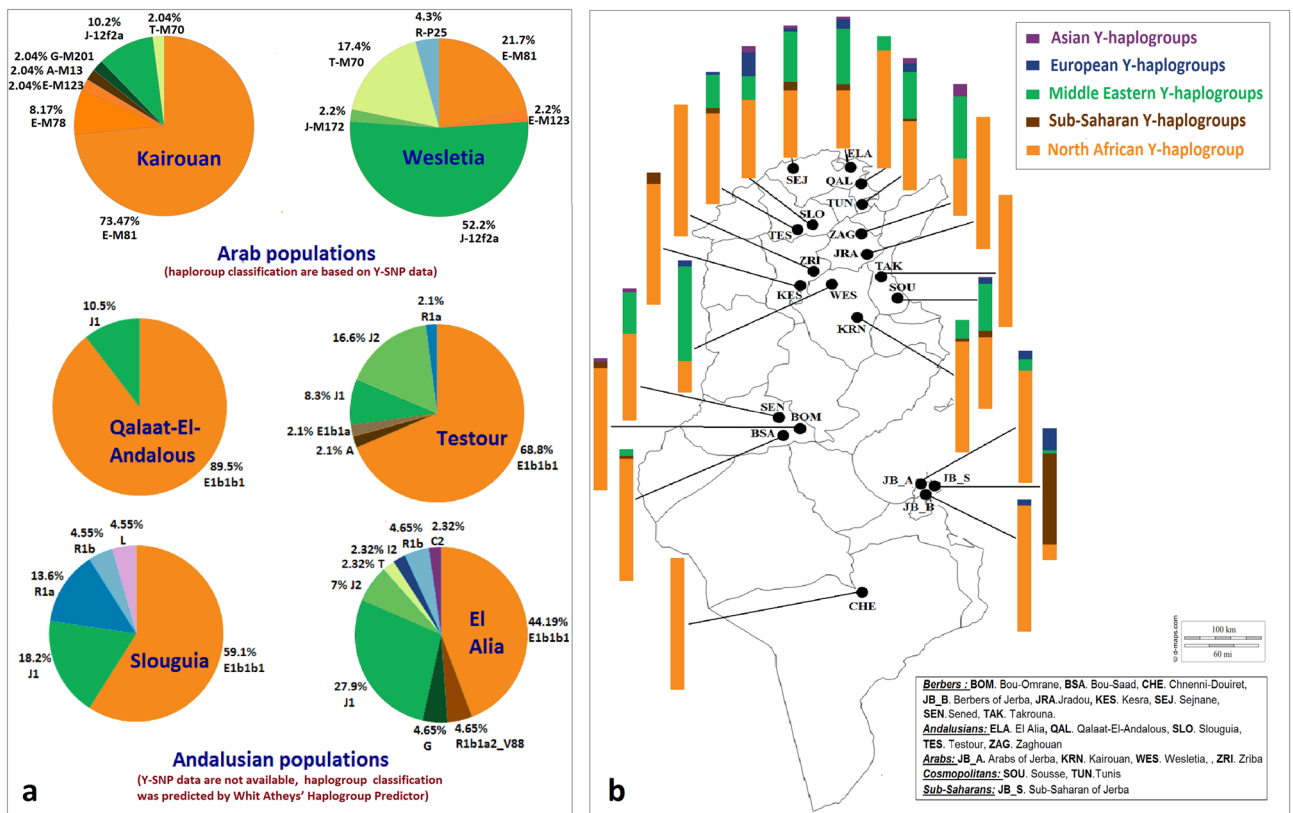 10.2%
J-12f2a
2.04%
T-M70
2.04% G-M201
2.04% A-M13
2.04%E-M123
8.17%
E-M78
Kairouan
73.47%
E-M81
4.3%
R-P25
17.4%
T-M70
21.7%
E-M81
2.2%
J-M172
2.2%
E-M123
Wesletia
52.2%
J-12f2a
Arab populations
(haploroup classification are based on Y-SNP data)
10.5%
J1
Qalaat-El-
Andalous
89.5%
E1b1b1
2.1%
R1a
16.6% J2
8.3% J1
2.1% E1b1a
2.1% A
Testour
68.8%
E1b1b1
4.55%
L
4.55%
R1b
13.6%
R1a
18.2%
J1
Slouguia
59.1%
E1b1b1
4.65%
R1b
2.32%
C2
2.32% I2
2.32% T
7% J2
El
Alia
44.19%
E1b1b1
27.9%
J1
4.65%
G
4.65%
R1b1a2_V88
Andalusian populations
(Y-SNP data are not available, haplogroup classification
was predicted by Whit Atheys' Haplogroup Predictor)
a
Asian Y-haplogroups
European Y-haplogroups
Middle Eastern Y-haplogroups
Sub-Saharan Y-haplogroups
North African Y-haplogroup
ELA
SEJ
QAL
TUN
SLO
TES
ZAG
JRA
ZRI
TAK
KES
WES
SOU
KRN
SEN
BOM
BSA
JB_A
JB_S
JB_B
CHE
100 km
60 mi
© d-maps.com
Berbers : BOM. Bou-Omrane, BSA. Bou-Saad, CHE. Chnenni-Douiret,
JB_B. Berbers of Jerba, JRA.Jradou, KES. Kesra, SEJ. Sejnane,
SEN.Sened, TAK. Takrouna.
Andalusians: ELA. El Alia, QAL. Qalaat-El-Andalous, SLO. Slouguia,
TES. Testour, ZAG. Zaghouan
Arabs: JB_A. Arabs of Jerba, KRN. Kairouan, WES. Wesletia, , ZRI. Zriba
Cosmopolitans: SOU. Sousse, TUN.Tunis
Sub-Saharans: JB_S. Sub-Saharan of Jerba
b